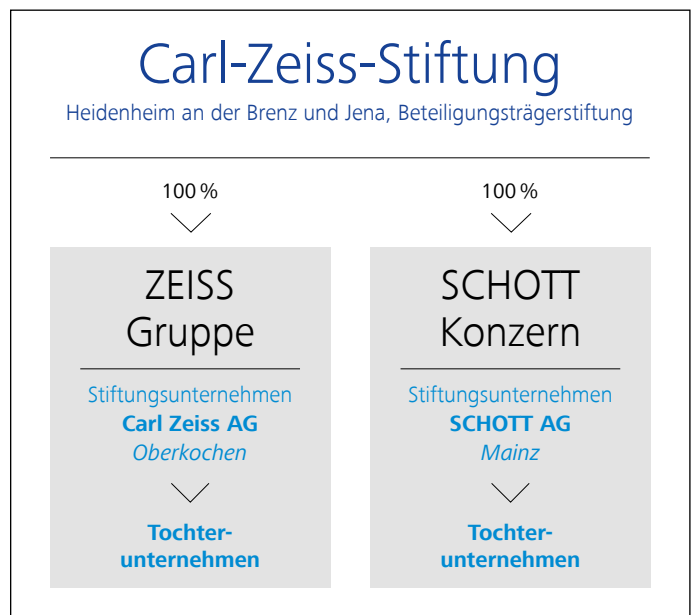 Carl-Zeiss-Stiftung
Heidenheim an der Brenz und Jena, Beteiligungsträgerstiftung
100 %
ZEISS
Gruppe
Stiftungsunternehmen
Carl Zeiss AG
Oberkochen
Tochter-
unternehmen
100 %
SCHOTT
Konzern
Stiftungsunternehmen
SCHOTT AG
Mainz
Tochter-
unternehmen